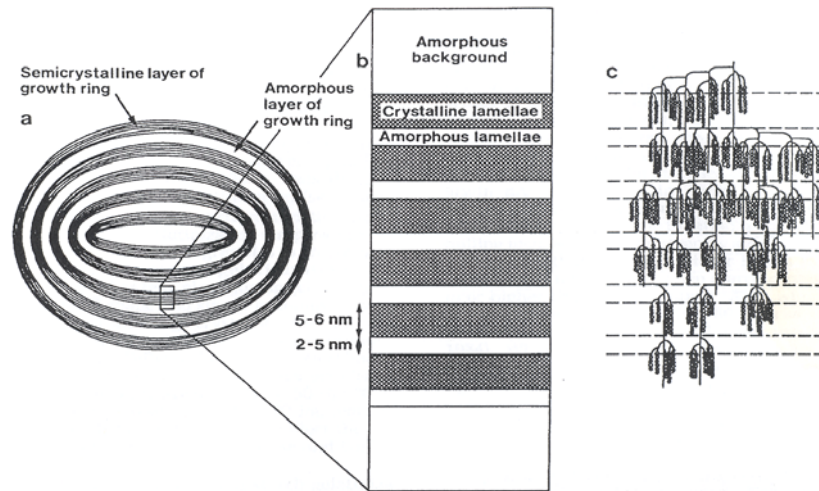 Semicrystalline layer of
growth ring
a
Amorphous
layer of
growth ring
b
Amorphous
background
Crystalline lamellae
Amorphous lamellae
5-6 nm
2-5 nm
c